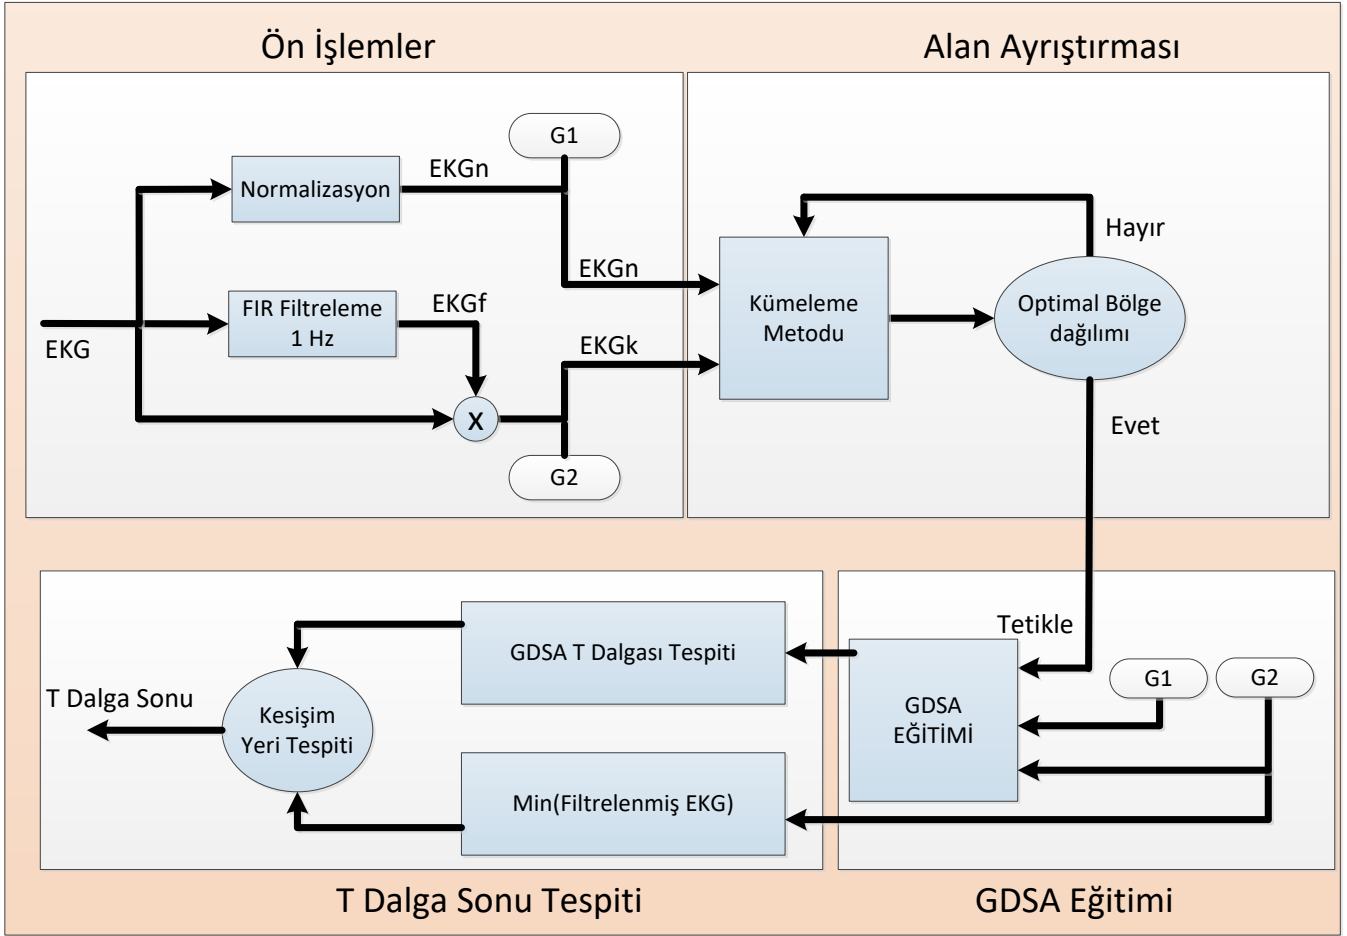 Ön İşlemler
Alan Ayrıştırması
G1
EKGn
Normalizasyon
EKGn
FIR Filtreleme
1 Hz
EKGf
EKG
EKGk
X
G2
Kümeleme
Metodu
Hayır
Optimal Bölge
dağılımı
Evet
Tetikle
GDSA
EĞİTİMİ
G1
G2
GDSA T Dalgası Tespiti
T Dalga Sonu
Kesişim
Yeri Tespiti
Min(Filtrelenmiş EKG)
T Dalga Sonu Tespiti
GDSA Eğitimi